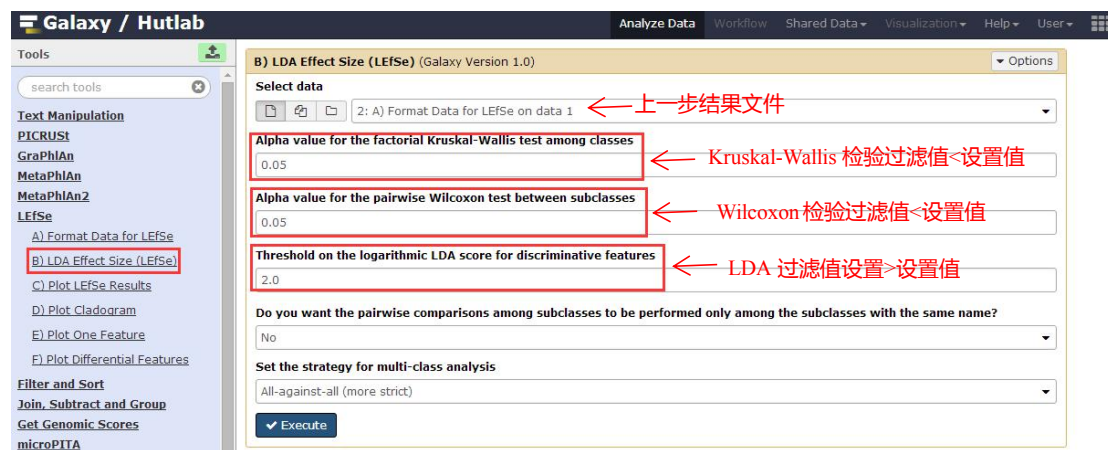 Galaxy / Hutlab
Analyze Data Workflow Shared Data Visualization Help User
Tools
search tools
Text Manipulation
PICRUSt
GraPhlAn
MetaPhlAn
MetaPhlAn2
LEfSe
A) Format Data for LEfSe
B) LDA Effect Size (LEfSe)
C) Plot LEfSe Results
D) Plot Cladogram
E) Plot One Feature
F) Plot Differential Features
Filter and Sort
Join, Subtract and Group
Get Genomic Scores
microPITA
B) LDA Effect Size (LEfSe) (Galaxy Version 1.0)
Options
Select data
2: A) Format Data for LEfSe on data 1
上一步结果文件
Alpha value for the factorial Kruskal-Wallis test among classes
0.05
Kruskal-Wallis 检验过滤值<设置值
Alpha value for the pairwise Wilcoxon test between subclasses
0.05
Wilcoxon 检验过滤值<设置值
Threshold on the logarithmic LDA score for discriminative features
2.0
LDA 过滤值设置>设置值
Do you want the pairwise comparisons among subclasses to be performed only among the subclasses with the same name?
No
Set the strategy for multi-class analysis
All-against-all (more strict)
Execute